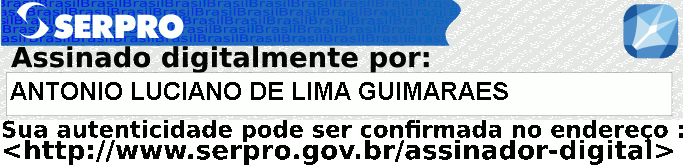 SERPRO
Assinado digitalmente por:
ANTONIO LUCIANO DE LIMA GUIMARAES
Sua autenticidade pode ser confirmada no endereço :
<http://www.serpro.gov.br/assinador-digital>